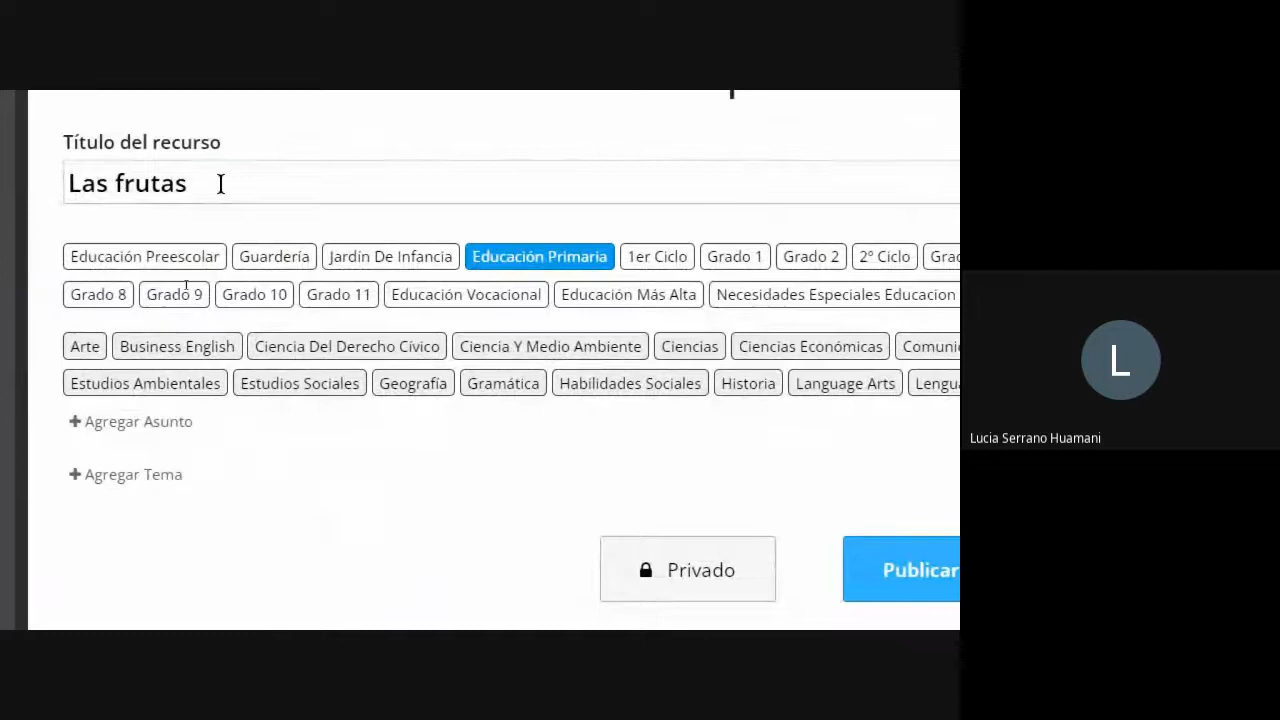 Título del recurso
Las frutas
Educación Preescolar Guardería Jardín De Infancia Educación Primaria 1er Ciclo Grado 1 Grado 2 2º Ciclo
Grado 8 Grado 9 Grado 10 Grado 11 Educación Vocacional Educación Más Alta Necesidades Especiales Educacion
Arte Business English Ciencia Del Derecho Cívico Ciencia Y Medio Ambiente Ciencias Ciencias Económicas
Estudios Ambientales Estudios Sociales Geografía Gramática Habilidades Sociales Historia Language Arts
+ Agregar Asunto
+ Agregar Tema
Privado
Publicar
L
Lucia Serrano Huamani